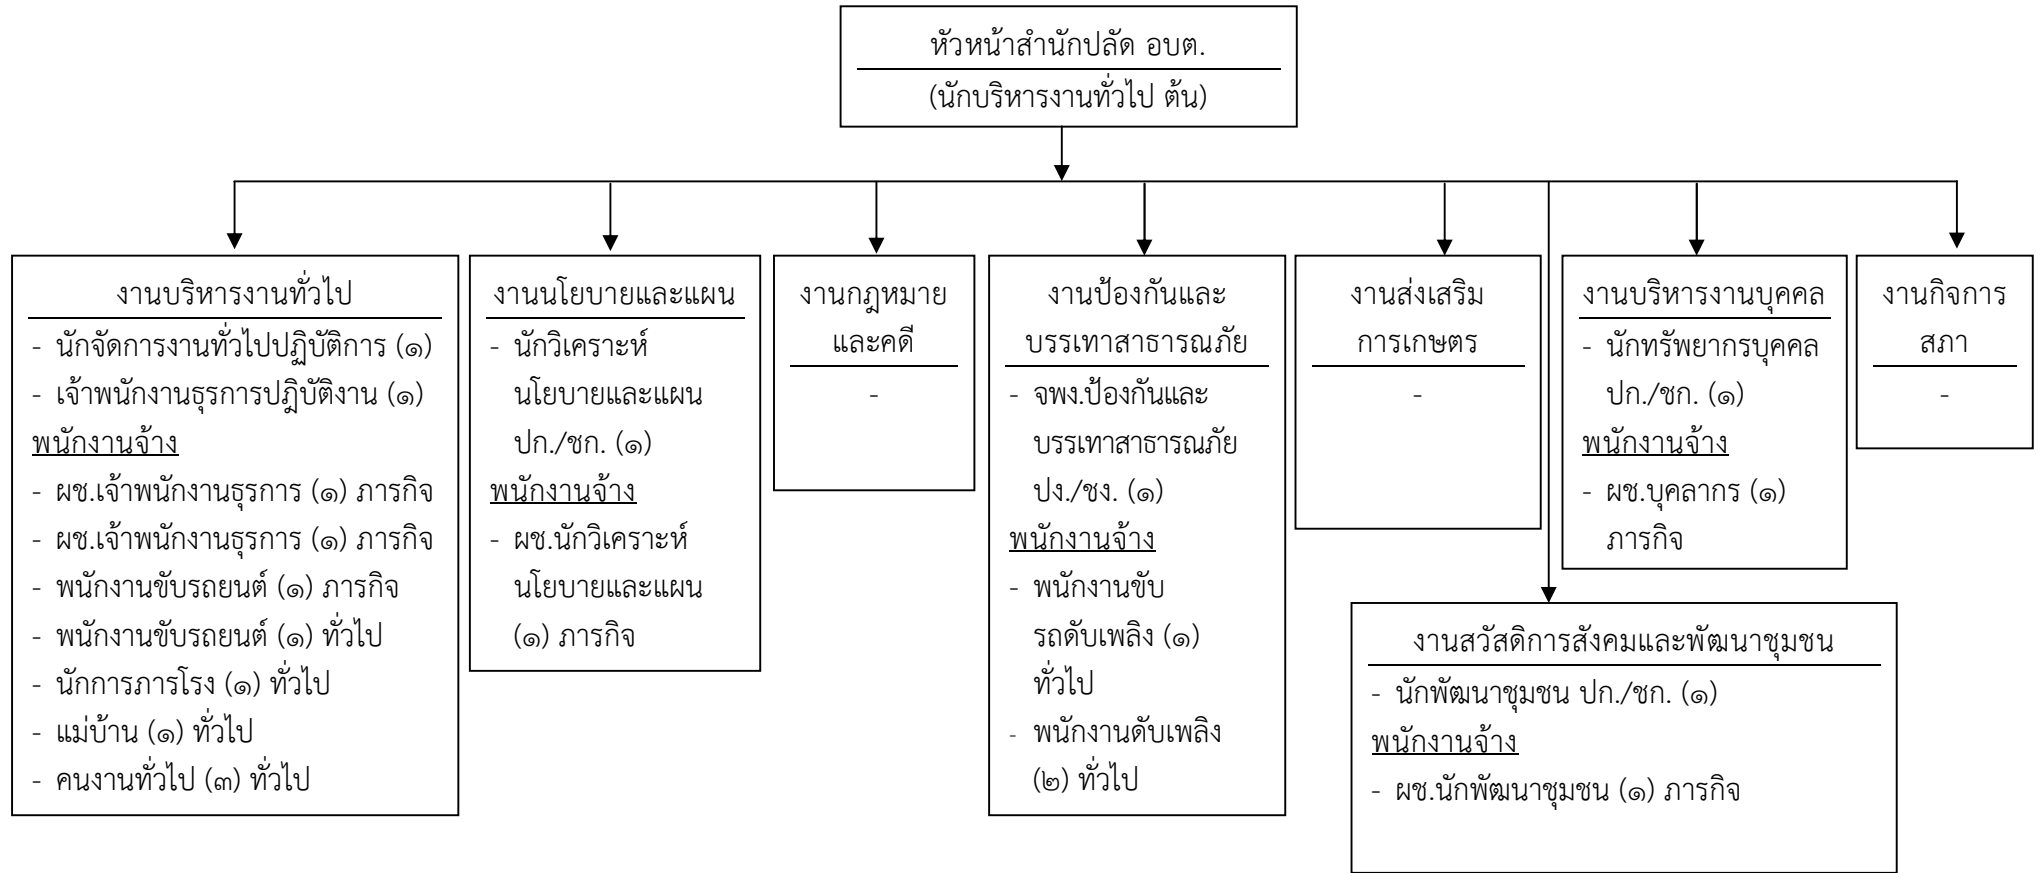 หัวหน้าสำนักปลัด อบต.
(นักบริหารงานทั่วไป ต้น)
งานบริหารงานทั่วไป
- นักจัดการงานทั่วไปปฏิบัติการ (๑)
- เจ้าพนักงานธุรการปฎิบัติงาน (๑)
พนักงานจ้าง
- ผช.เจ้าพนักงานธุรการ (๑) ภารกิจ
- ผช.เจ้าพนักงานธุรการ (๑) ภารกิจ
- พนักงานขับรถยนต์ (๑) ภารกิจ
- พนักงานขับรถยนต์ (๑) ทั่วไป
- นักการภารโรง (๑) ทั่วไป
- แม่บ้าน (๑) ทั่วไป
- คนงานทั่วไป (๓) ทั่วไป
งานนโยบายและแผน
- นักวิเคราะห์
นโยบายและแผน
ปก./ชก. (๑)
พนักงานจ้าง
- ผช.นักวิเคราะห์
นโยบายและแผน
(๑) ภารกิจ
งานกฎหมาย
และคดี
-
งานป้องกันและ
บรรเทาสาธารณภัย
- จพง.ป้องกันและ
บรรเทาสาธารณภัย
ปง./ชง. (๑)
พนักงานจ้าง
- พนักงานขับ
รถดับเพลิง (๑)
ทั่วไป
- พนักงานดับเพลิง
(๒) ทั่วไป
งานส่งเสริม
การเกษตร
-
งานบริหารงานบุคคล
- นักทรัพยากรบุคคล
ปก./ชก. (๑)
พนักงานจ้าง
- ผช.บุคลากร (๑)
ภารกิจ
งานกิจการ
สภา
-
งานสวัสดิการสังคมและพัฒนาชุมชน
- นักพัฒนาชุมชน ปก./ชก. (๑)
พนักงานจ้าง
- ผช.นักพัฒนาชุมชน (๑) ภารกิจ